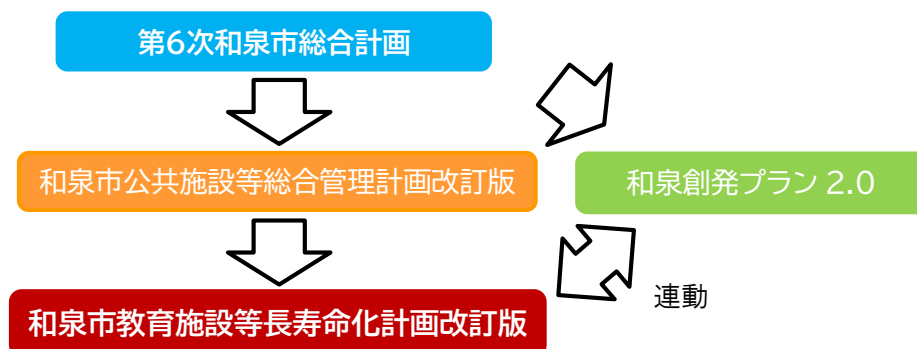 第6次和泉市総合計画
和泉市公共施設等総合管理計画改訂版
和泉創発プラン 2.0
連動
和泉市教育施設等長寿命化計画改訂版